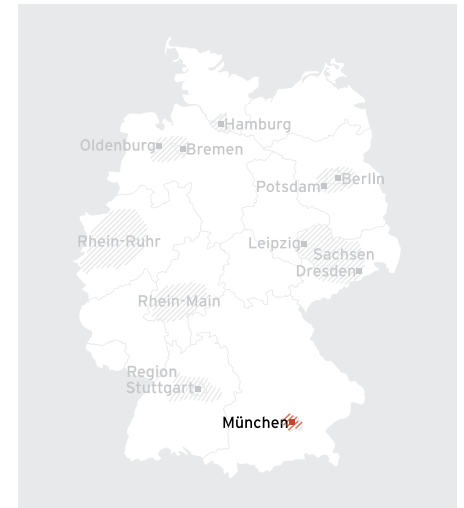 Hamburg
Oldenburg
Bremen
Berlin
Potsdam
Rhein-Ruhr
Leipzig
Sachsen
Dresden
Rhein-Main
Region
Stuttgart
München